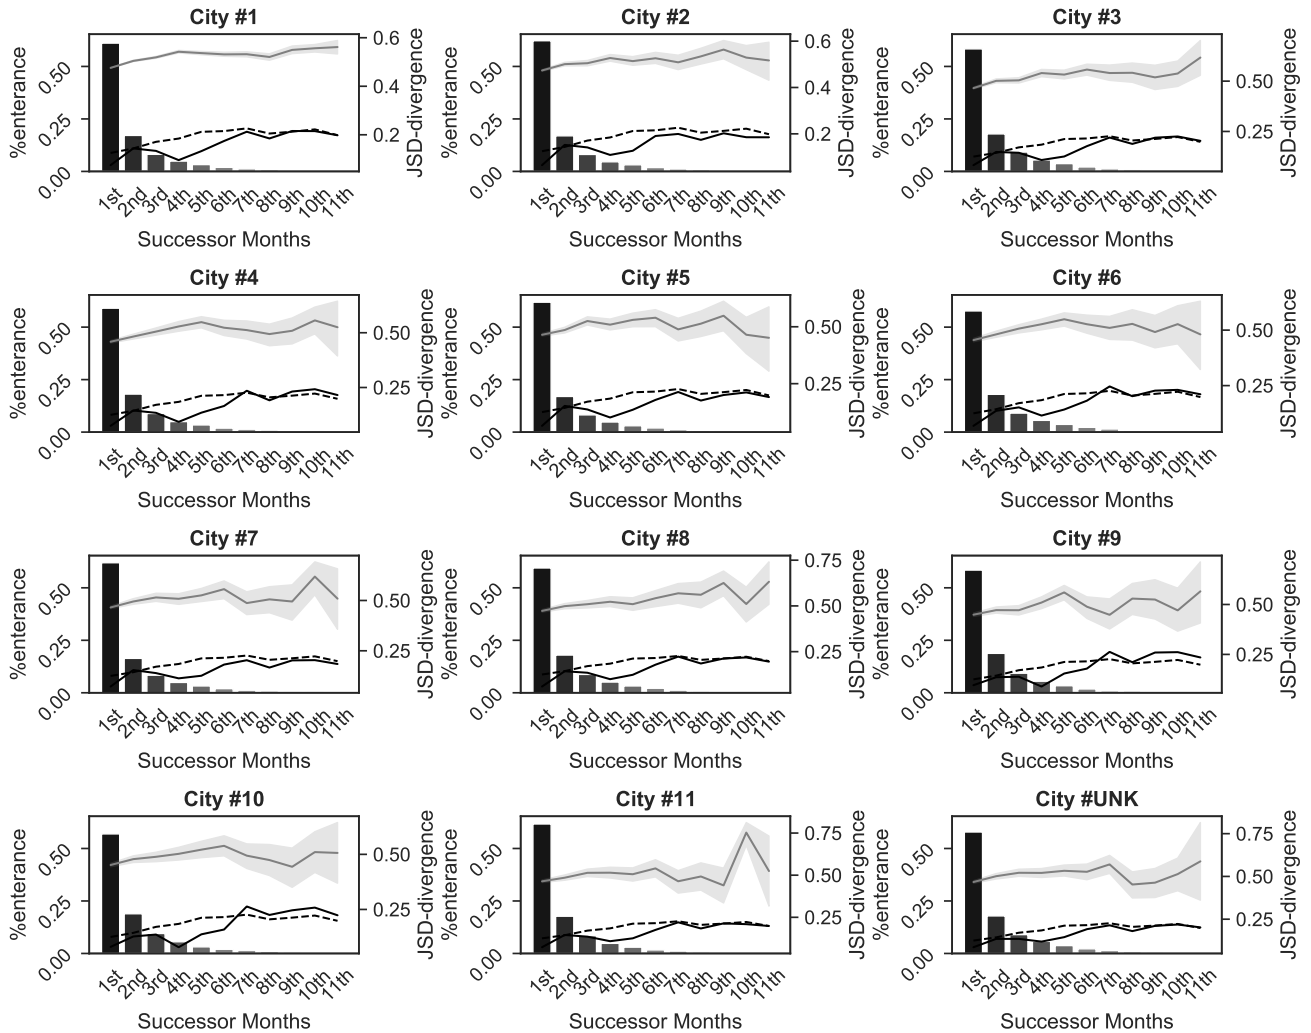 City #1 City #2 City #3
%enterance 0.50 0.25 0.00 0.6 0.4 0.2 JSD-divergence %enterance 0.50 0.25 0.00 0.6 0.4 0.2 JSD-divergence %enterance 0.50 0.25 0.00 0.50 0.25 JSD-divergence
1st 2nd 3rd 4th 5th 6th 7th 8th 9th 10th 11th 1st 2nd 3rd 4th 5th 6th 7th 8th 9th 10th 11th 1st 2nd 3rd 4th 5th 6th 7th 8th 9th 10th 11th
Successor Months Successor Months Successor Months
City #4 City #5 City #6
%enterance 0.50 0.25 0.00 0.50 0.25 JSD-divergence %enterance 0.50 0.25 0.00 0.50 0.25 JSD-divergence %enterance 0.50 0.25 0.00 0.50 0.25 JSD-divergence
1st 2nd 3rd 4th 5th 6th 7th 8th 9th 10th 11th 1st 2nd 3rd 4th 5th 6th 7th 8th 9th 10th 11th 1st 2nd 3rd 4th 5th 6th 7th 8th 9th 10th 11th
Successor Months Successor Months Successor Months
City #7 City #8 City #9
%enterance 0.50 0.25 0.00 0.50 0.25 JSD-divergence %enterance 0.50 0.25 0.00 0.75 0.50 0.25 JSD-divergence %enterance 0.50 0.25 0.00 0.50 0.25 JSD-divergence
1st 2nd 3rd 4th 5th 6th 7th 8th 9th 10th 11th 1st 2nd 3rd 4th 5th 6th 7th 8th 9th 10th 11th 1st 2nd 3rd 4th 5th 6th 7th 8th 9th 10th 11th
Successor Months Successor Months Successor Months
City #10 City #11 City #UNK
%enterance 0.50 0.25 0.00 0.50 0.25 JSD-divergence %enterance 0.50 0.25 0.00 0.75 0.50 0.25 JSD-divergence %enterance 0.50 0.25 0.00 0.75 0.50 0.25 JSD-divergence
1st 2nd 3rd 4th 5th 6th 7th 8th 9th 10th 11th 1st 2nd 3rd 4th 5th 6th 7th 8th 9th 10th 11th 1st 2nd 3rd 4th 5th 6th 7th 8th 9th 10th 11th
Successor Months Successor Months Successor Months